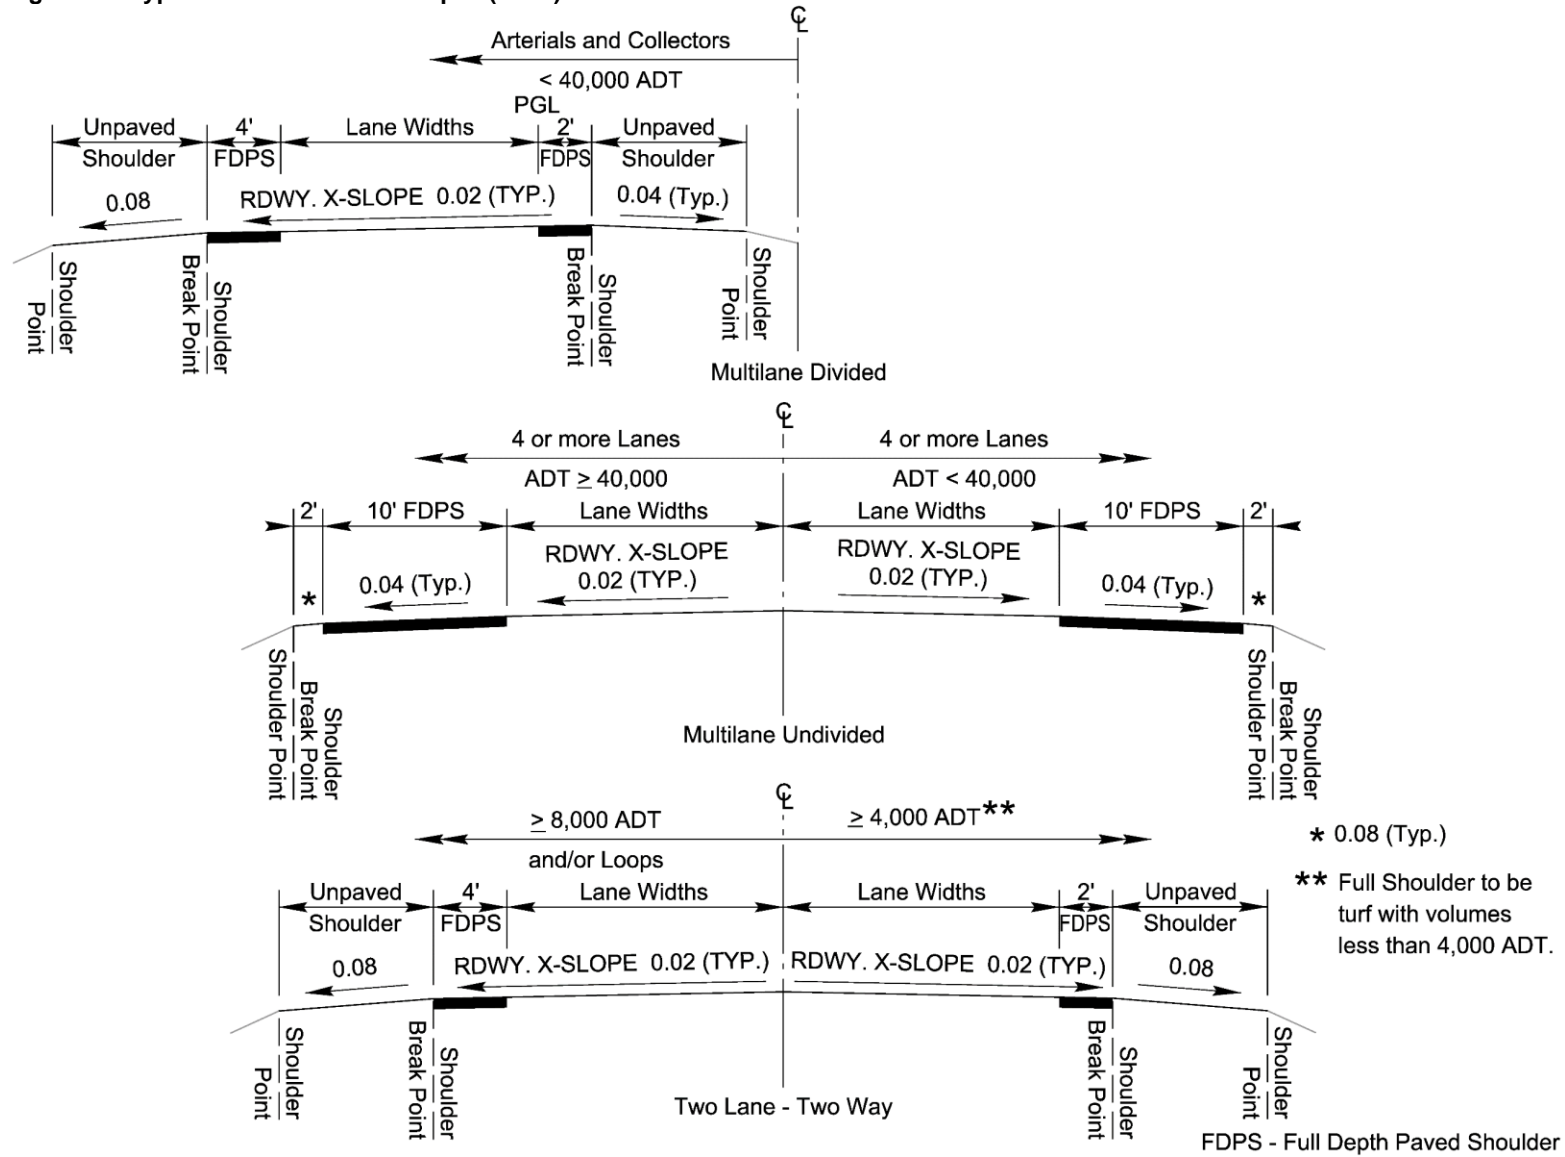 ℄
Arterials and Collectors
< 40,000 ADT
PGL
Unpaved
Shoulder
4'
FDPS
Lane Widths
2'
FDPS
Unpaved
Shoulder
0.08
RDWY. X-SLOPE 0.02 (TYP.)
0.04 (Typ.)
Shoulder
Point
Shoulder
Break Point
Shoulder
Break Point
Shoulder
Point
Multilane Divided
℄
4 or more Lanes
ADT ≥ 40,000
4 or more Lanes
ADT < 40,000
2'
10' FDPS
Lane Widths
Lane Widths
10' FDPS
2'
RDWY. X-SLOPE
0.02 (TYP.)
RDWY. X-SLOPE
0.02 (TYP.)
*
0.04 (Typ.)
0.04 (Typ.)
*
Shoulder Point
Shoulder
Break Point
Shoulder Point
Shoulder
Break Point
Multilane Undivided
℄
≥ 8,000 ADT
and/or Loops
≥ 4,000 ADT**
* 0.08 (Typ.)
** Full Shoulder to be
turf with volumes
less than 4,000 ADT.
Unpaved
Shoulder
4'
FDPS
Lane Widths
Lane Widths
2'
FDPS
Unpaved
Shoulder
0.08
RDWY. X-SLOPE 0.02 (TYP.)
RDWY. X-SLOPE 0.02 (TYP.)
0.08
Shoulder
Point
Shoulder
Break Point
Shoulder
Break Point
Shoulder
Point
Two Lane - Two Way
FDPS - Full Depth Paved Shoulder